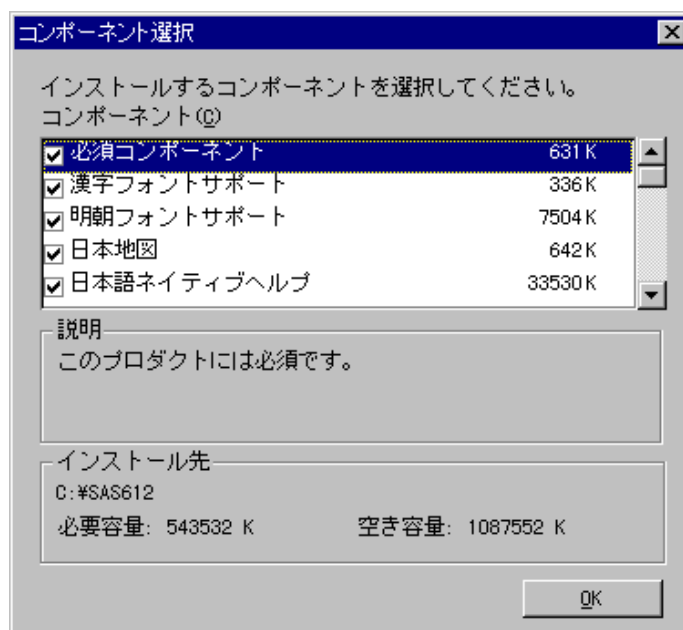 コンポーネント選択
インストールするコンポーネントを選択してください。
コンポーネント(C)
必須コンポーネント 631 K
漢字フォントサポート 336 K
明朝フォントサポート 7504 K
日本地図 642 K
日本語ネイティブヘルプ 33530 K
説明
このプロダクトには必須です。
インストール先
C:¥SAS612
必要容量: 543532 K 空き容量: 1087552 K
OK